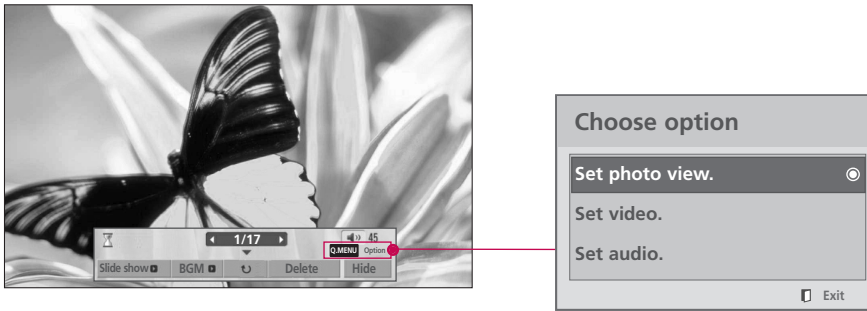 1/17
45
Q.MENU Option
Slide show BGM Delete Hide
Choose option
Set photo view.
Set video.
Set audio.
Exit